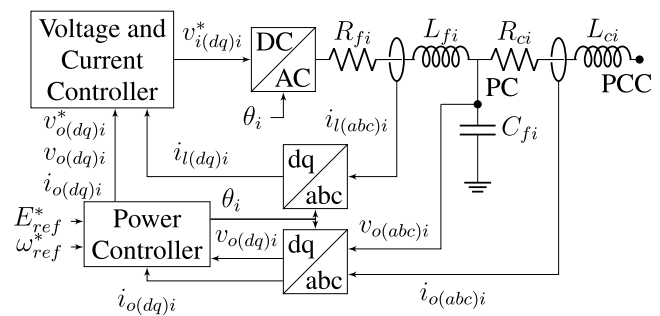 Voltage and
Current
Controller
v*i(dq)i
DC
AC
θi
Rfi
Lfi
Rci
Lci
PC
PCC
Cfi
il(abc)i
v*o(dq)i
vo(dq)i
io(dq)i
il(dq)i
dq
abc
E*ref
ω*ref
Power
Controller
θi
vo(dq)i
dq
abc
vo(abc)i
io(dq)i
io(abc)i